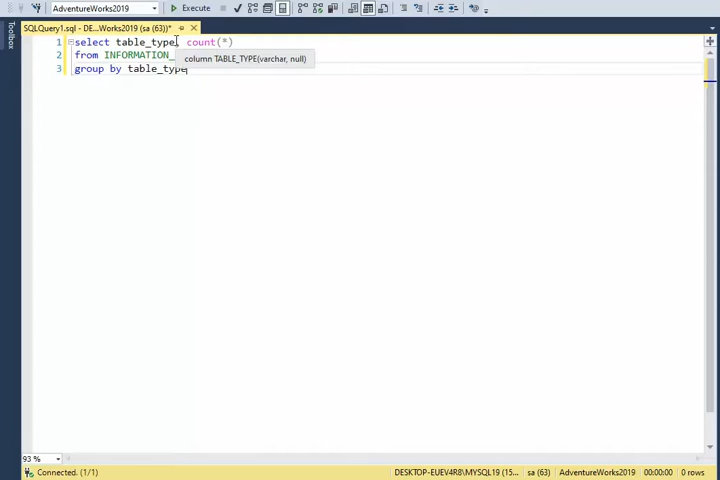 AdventureWorks2019
Execute
Toolbox
SQLQuery1.sql - DE...Works2019 (sa (63))*
1 select table_type, count(*)
2 from INFORMATION_
column TABLE_TYPE(varchar, null)
3 group by table_type
93 %
Connected. (1/1)
DESKTOP-EUEV4R8\MYSQL19 (15...
sa (63)
AdventureWorks2019
00:00:00
0 rows